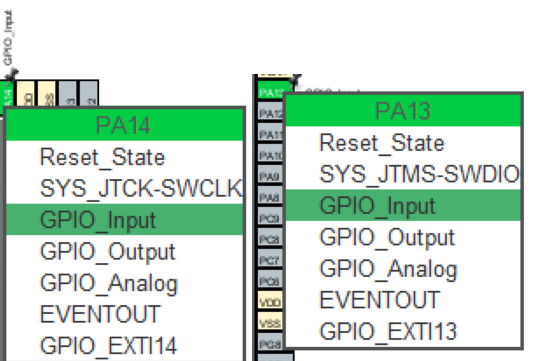 GPIO_Input
PA14
Reset_State
SYS_JTCK-SWCLK
GPIO_Input
GPIO_Output
GPIO_Analog
EVENTOUT
GPIO_EXTI14
PA13
PA12
PA11
PA10
PA9
PA8
PC9
PC8
PC7
PC6
VDD
VSS
PG8
PA13
Reset_State
SYS_JTMS-SWDIO
GPIO_Input
GPIO_Output
GPIO_Analog
EVENTOUT
GPIO_EXTI13